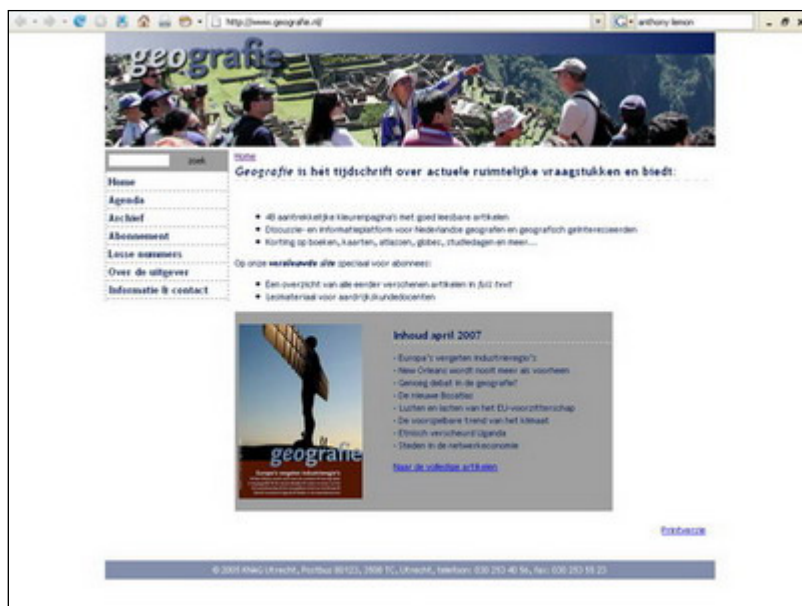 http://www.geografie.nl/
anthony lemon
geografie
zoek
Home
Home
Agenda
Archief
Abonnement
Losse nummers
Over de uitgever
Informatie & contact
Geografie is hét tijdschrift over actuele ruimtelijke vraagstukken en biedt:
48 aantrekkelijke kleurenpagina's met goed leesbare artikelen
Discussie- en informatieplatform voor Nederlandse geografen en geografisch geïnteresseerden
Korting op boeken, kaarten, atlassen, globes, studiedagen en meer...
Op onze vernieuwde site speciaal voor abonnees:
Een overzicht van alle eerder verschenen artikelen in full text
Lesmateriaal voor aardrijkskundedocenten
geografie
Europa's vergeten industrieregio's
Inhoud april 2007
- Europa's vergeten industrieregio's
- New Orleans wordt nooit meer als voorheen
- Genoeg debat in de geografie?
- De nieuwe Bosatlas
- Lusten en lasten van het EU-voorzitterschap
- De voorspelbare trend van het klimaat
- Etnisch verscheurd Uganda
- Steden in de netwerkeconomie
Naar de volledige artikelen
Printversie
© 2005 KNAG Utrecht, Postbus 80123, 3508 TC, Utrecht, telefoon: 030 253 40 56, fax: 030 253 55 23